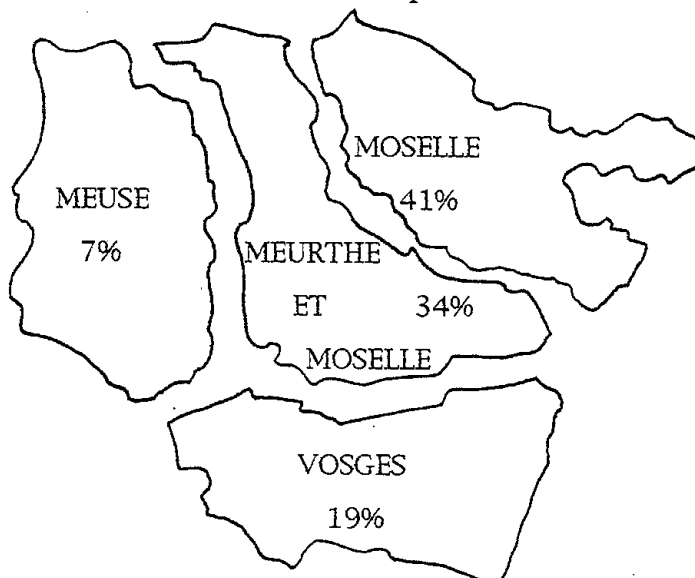 MEUSE
7%
MEURTHE
ET 34%
MOSELLE
MOSELLE
41%
VOSGES
19%